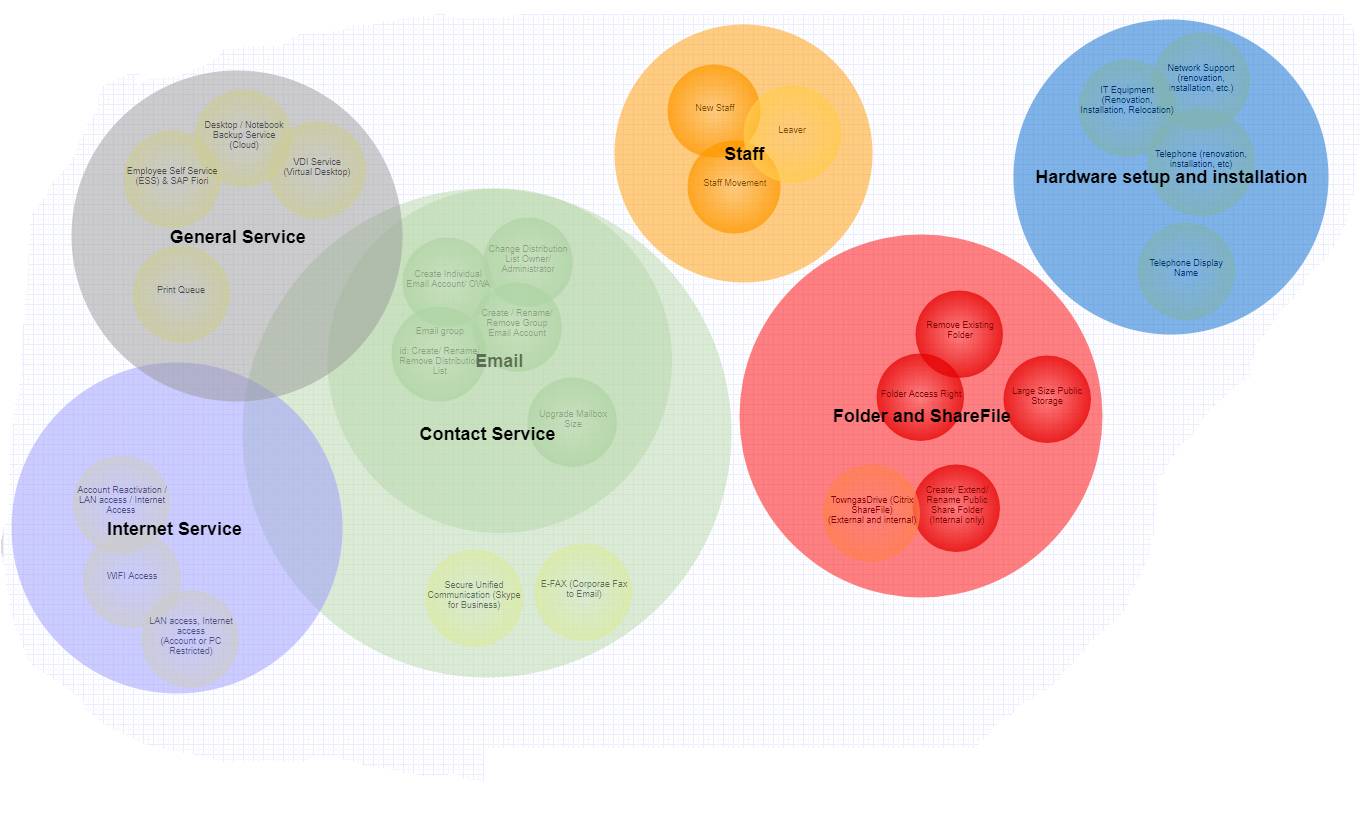 Desktop / Notebook
Backup Service
(Cloud)
Employee Self Service
(ESS) & SAP Fiori
VDI Service
(Virtual Desktop)
General Service
Print Queue
Change Distribution
List Owner/
Administrator
Create Individual
Email Account/ OWA
Create / Rename/
Remove Group
Email Account
Email group
id: Create/ Rename
Remove Distribution
List
Email
Upgrade Mailbox
Size
Contact Service
Secure Unified
Communication (Skype
for Business)
E-FAX (Corporae Fax
to Email)
Account Reactivation /
LAN access / Internet
Access
Internet Service
WIFI Access
LAN access, Internet
access
(Account or PC
Restricted)
New Staff
Leaver
Staff
Staff Movement
Remove Existing
Folder
Folder Access Right
Large Size Public
Storage
Folder and ShareFile
TowngasDrive (Citrix
ShareFile)
(External and internal)
Create/ Extend/
Rename Public
Share Folder
(Internal only)
Network Support
(renovation,
installation, etc.)
IT Equipment
(Renovation,
Installation, Relocation)
Telephone (renovation,
installation, etc)
Hardware setup and installation
Telephone Display
Name